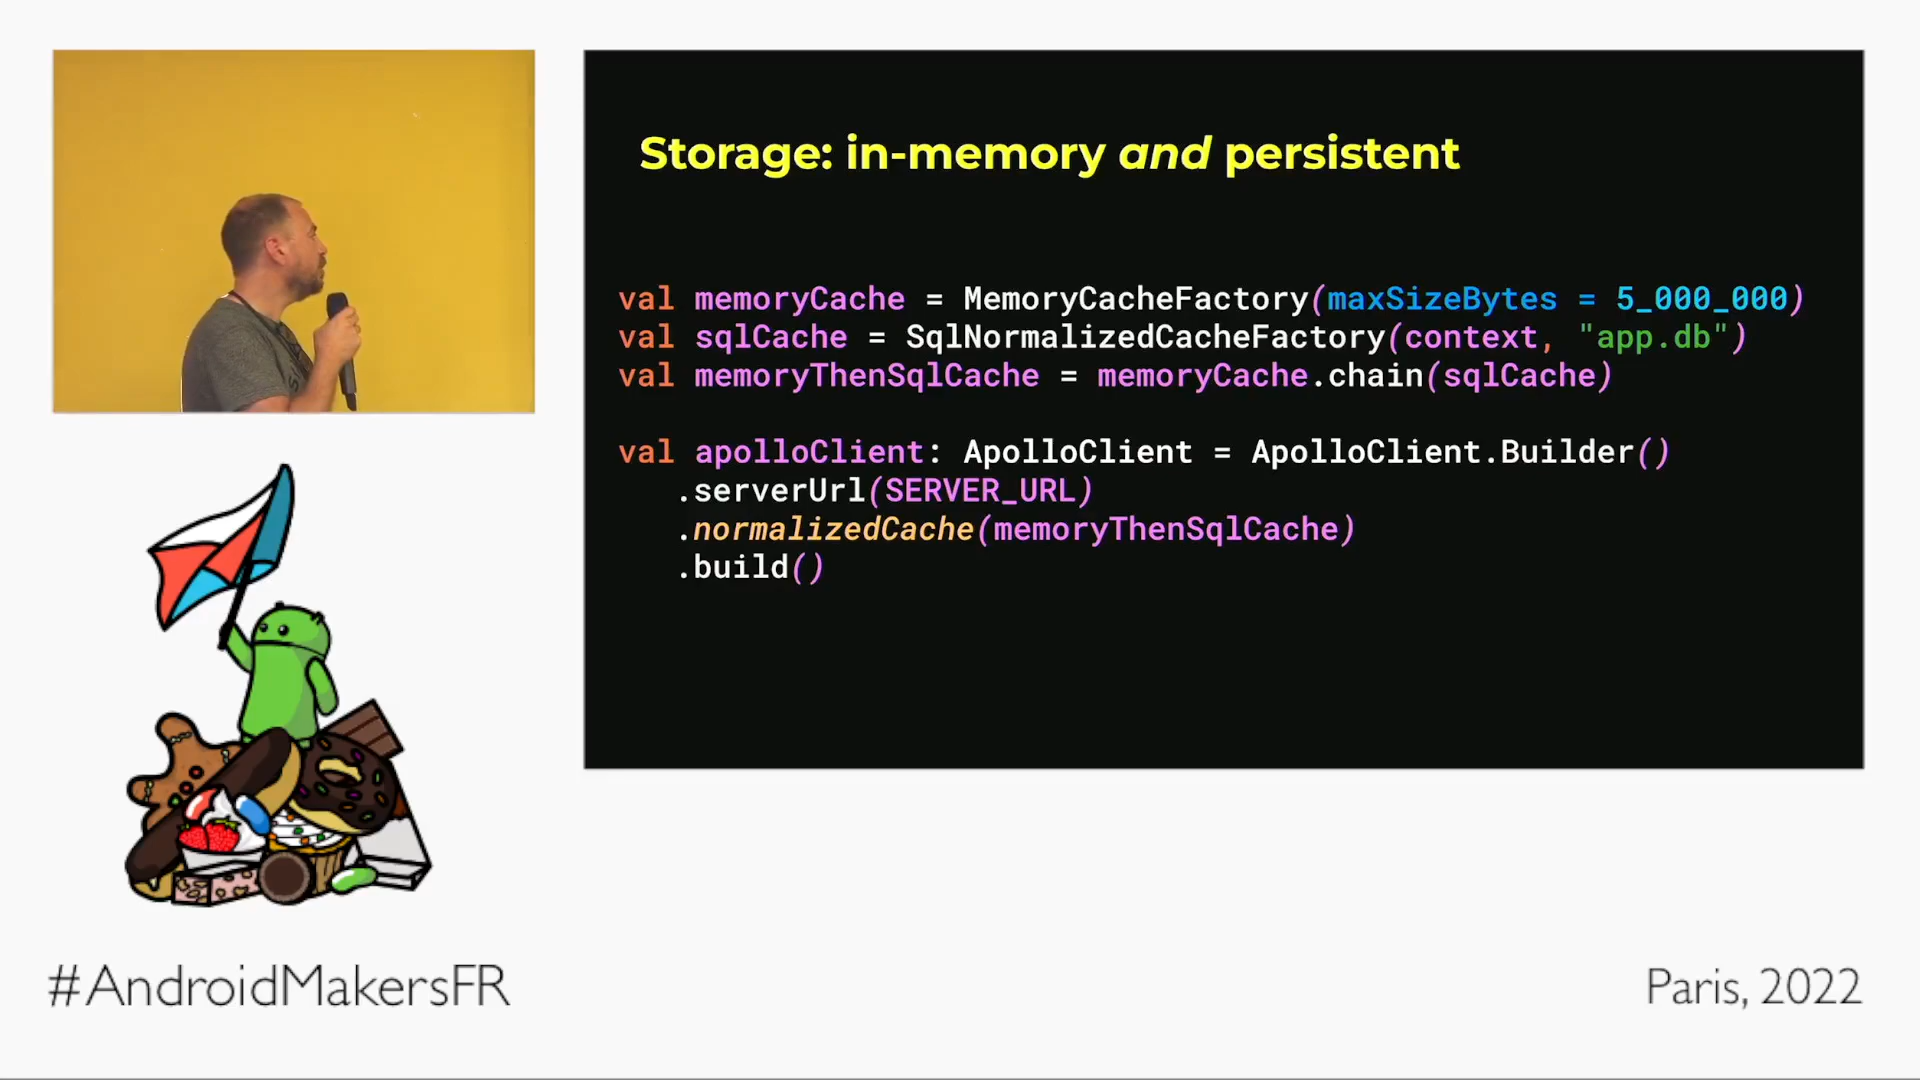 Storage: in-memory and persistent
val memoryCache = MemoryCacheFactory(maxSizeBytes = 5_000_000)
val sqlCache = SqlNormalizedCacheFactory(context, "app.db")
val memoryThenSqlCache = memoryCache.chain(sqlCache)
val apolloClient: ApolloClient = ApolloClient.Builder()
.serverUrl(SERVER_URL)
.normalizedCache(memoryThenSqlCache)
.build()
#AndroidMakersFR
Paris, 2022